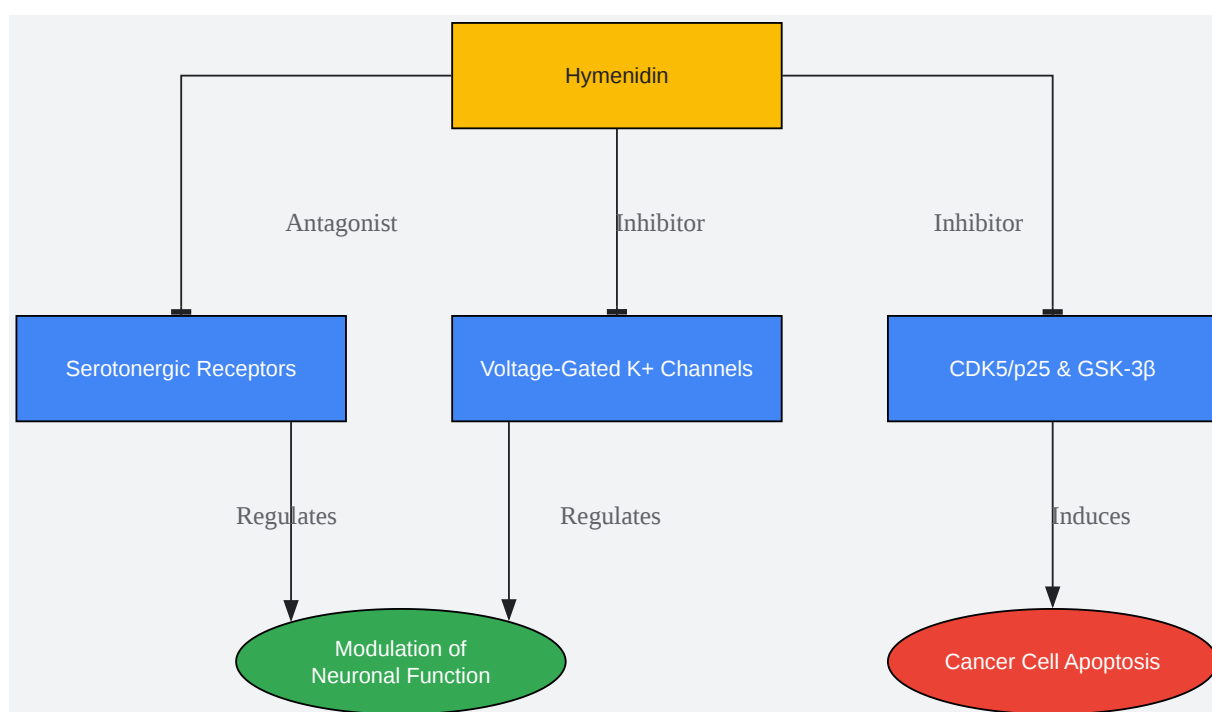 Hymenidin
Antagonist
Inhibitor
Inhibitor
Serotonergic Receptors
Voltage-Gated K+ Channels
CDK5/p25 & GSK-3β
Regulates
Regulates
Induces
Modulation of
Neuronal Function
Cancer Cell Apoptosis